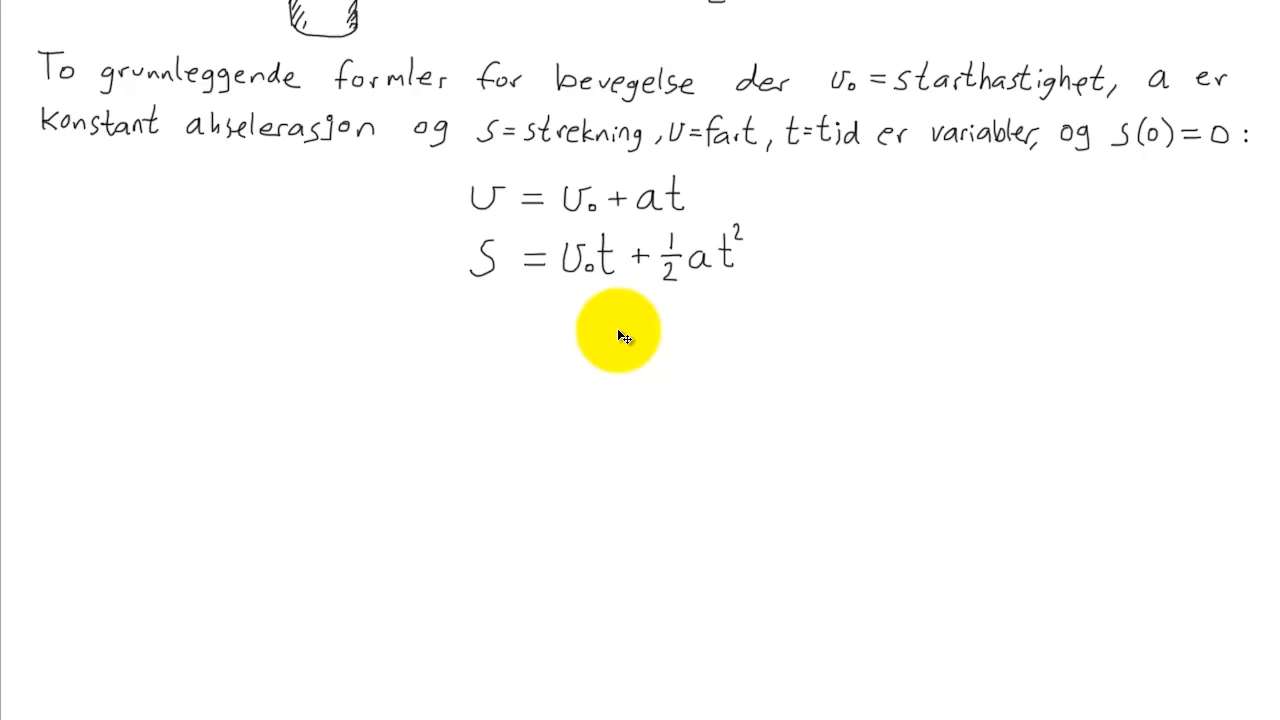 To grunnleggende formler for bevegelse der v₀ = starthastighet, a er
konstant akselerasjon og s = strekning, v = fart, t = tid er variabler, og s(0) = 0 :
v = v₀ + at
s = v₀t + ½at²